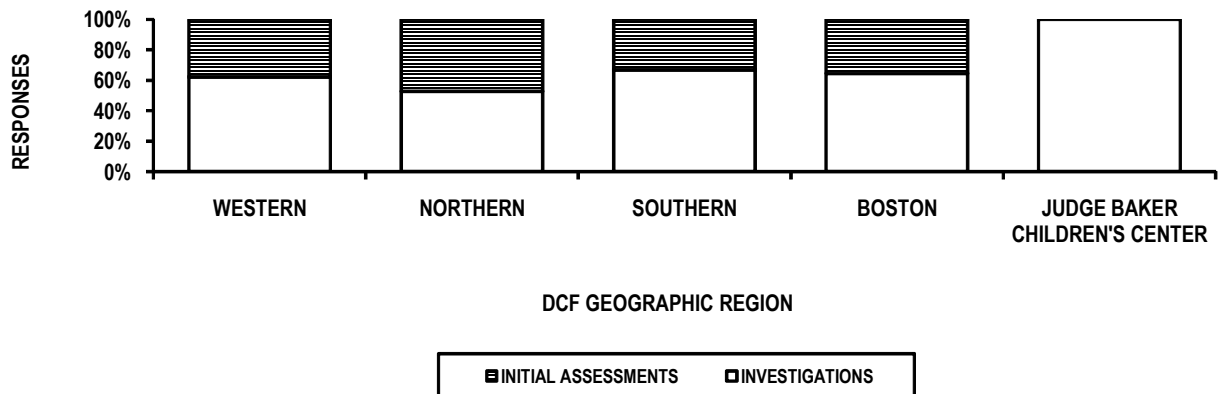 RESPONSES
100%
80%
60%
40%
20%
0%
WESTERN
NORTHERN
SOUTHERN
BOSTON
JUDGE BAKER
CHILDREN'S CENTER
DCF GEOGRAPHIC REGION
INITIAL ASSESSMENTS
INVESTIGATIONS